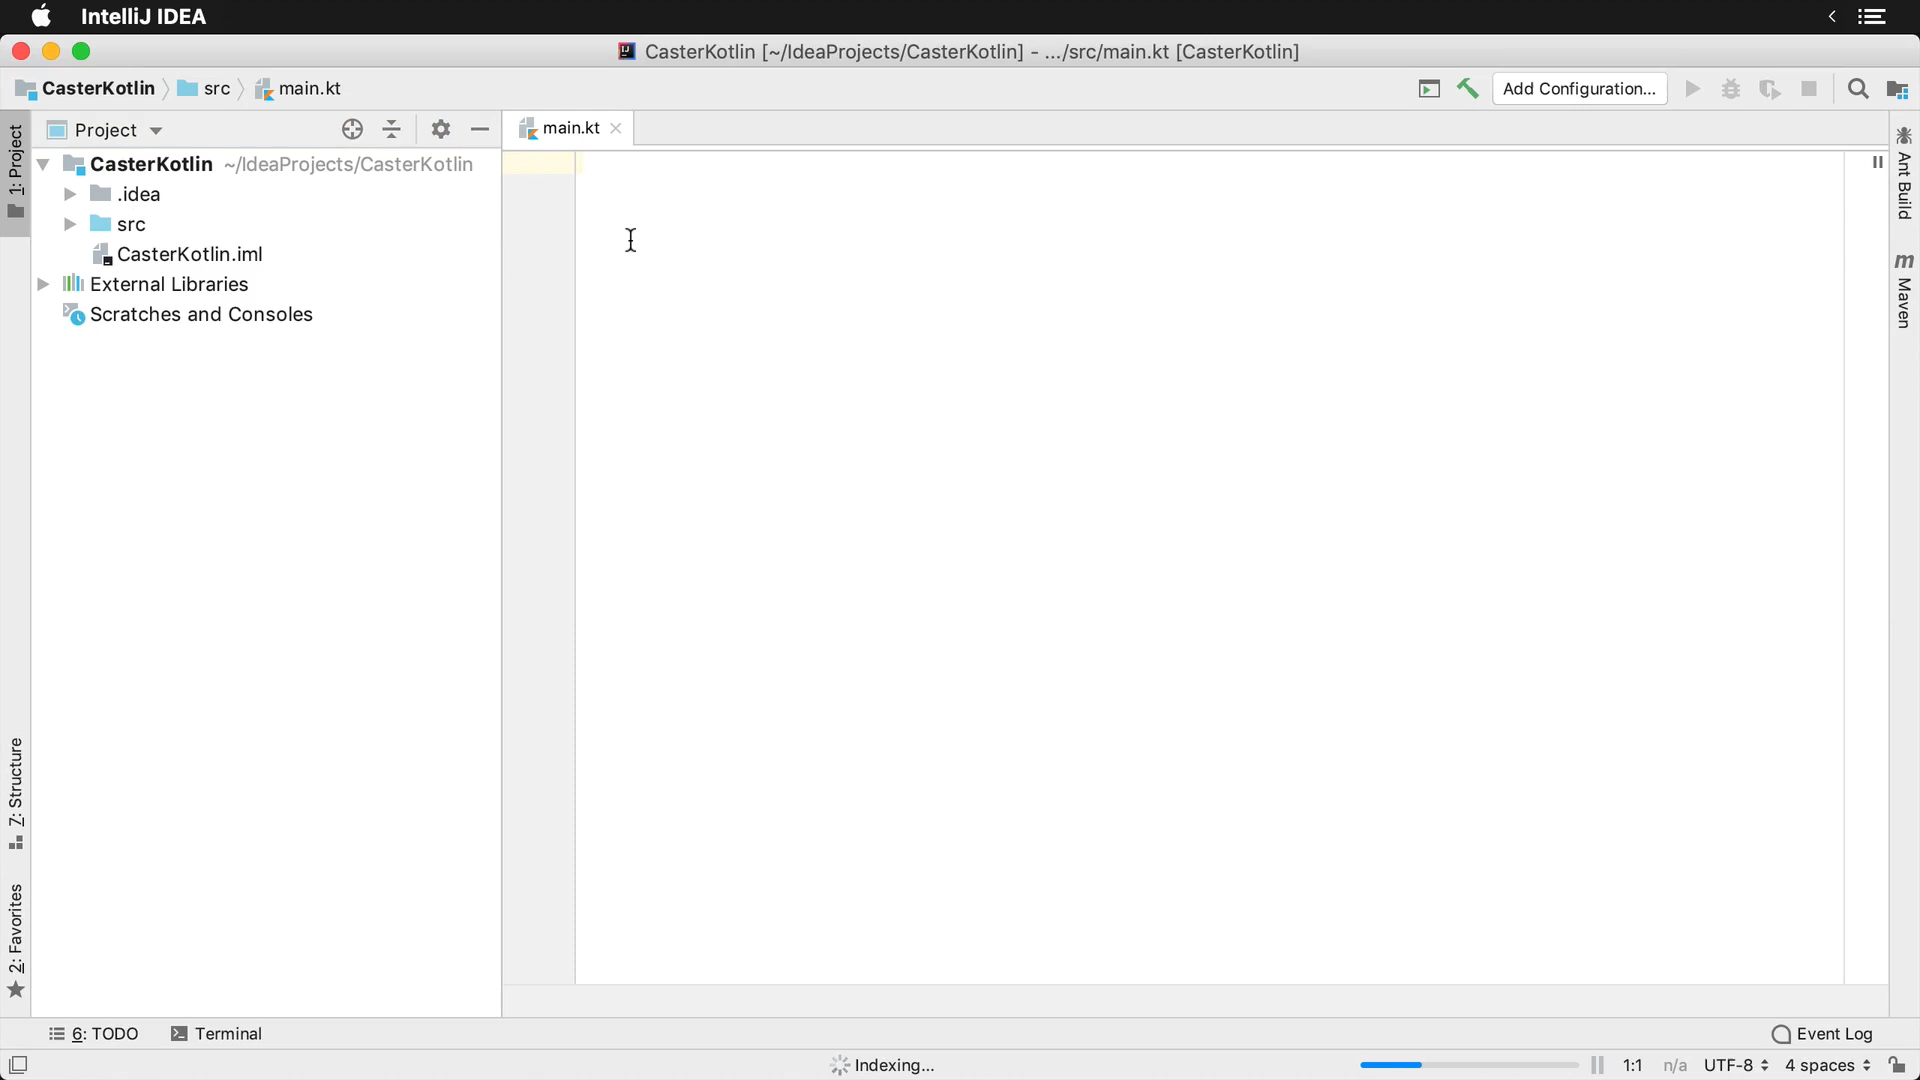 IntelliJ IDEA
CasterKotlin [~/IdeaProjects/CasterKotlin] - .../src/main.kt [CasterKotlin]
CasterKotlin src main.kt
Add Configuration...
1: Project
Project
main.kt
CasterKotlin ~/IdeaProjects/CasterKotlin
.idea
src
CasterKotlin.iml
External Libraries
Scratches and Consoles
Ant Build
m Maven
7: Structure
2: Favorites
6: TODO
Terminal
Event Log
Indexing...
1:1 n/a UTF-8 4 spaces